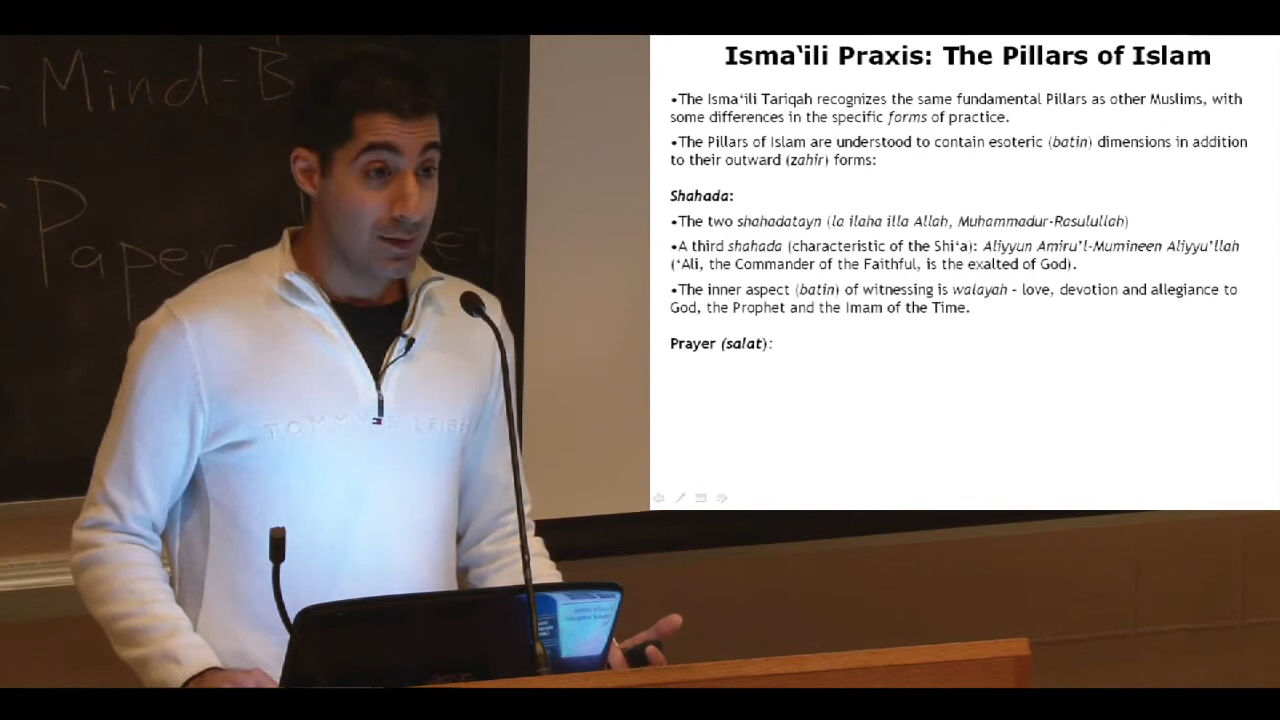 Mind-B
Paper
TOMMY HILFIGER
Isma‘ili Praxis: The Pillars of Islam
•The Isma‘ili Tariqah recognizes the same fundamental Pillars as other Muslims, with
some differences in the specific forms of practice.
•The Pillars of Islam are understood to contain esoteric (batin) dimensions in addition
to their outward (zahir) forms:
Shahada:
•The two shahadatayn (la ilaha illa Allah, Muhammadur-Rasulullah)
•A third shahada (characteristic of the Shi‘a): Aliyyun Amiru’l-Mumineen Aliyyu’llah
(‘Ali, the Commander of the Faithful, is the exalted of God).
•The inner aspect (batin) of witnessing is walayah – love, devotion and allegiance to
God, the Prophet and the Imam of the Time.
Prayer (salat):